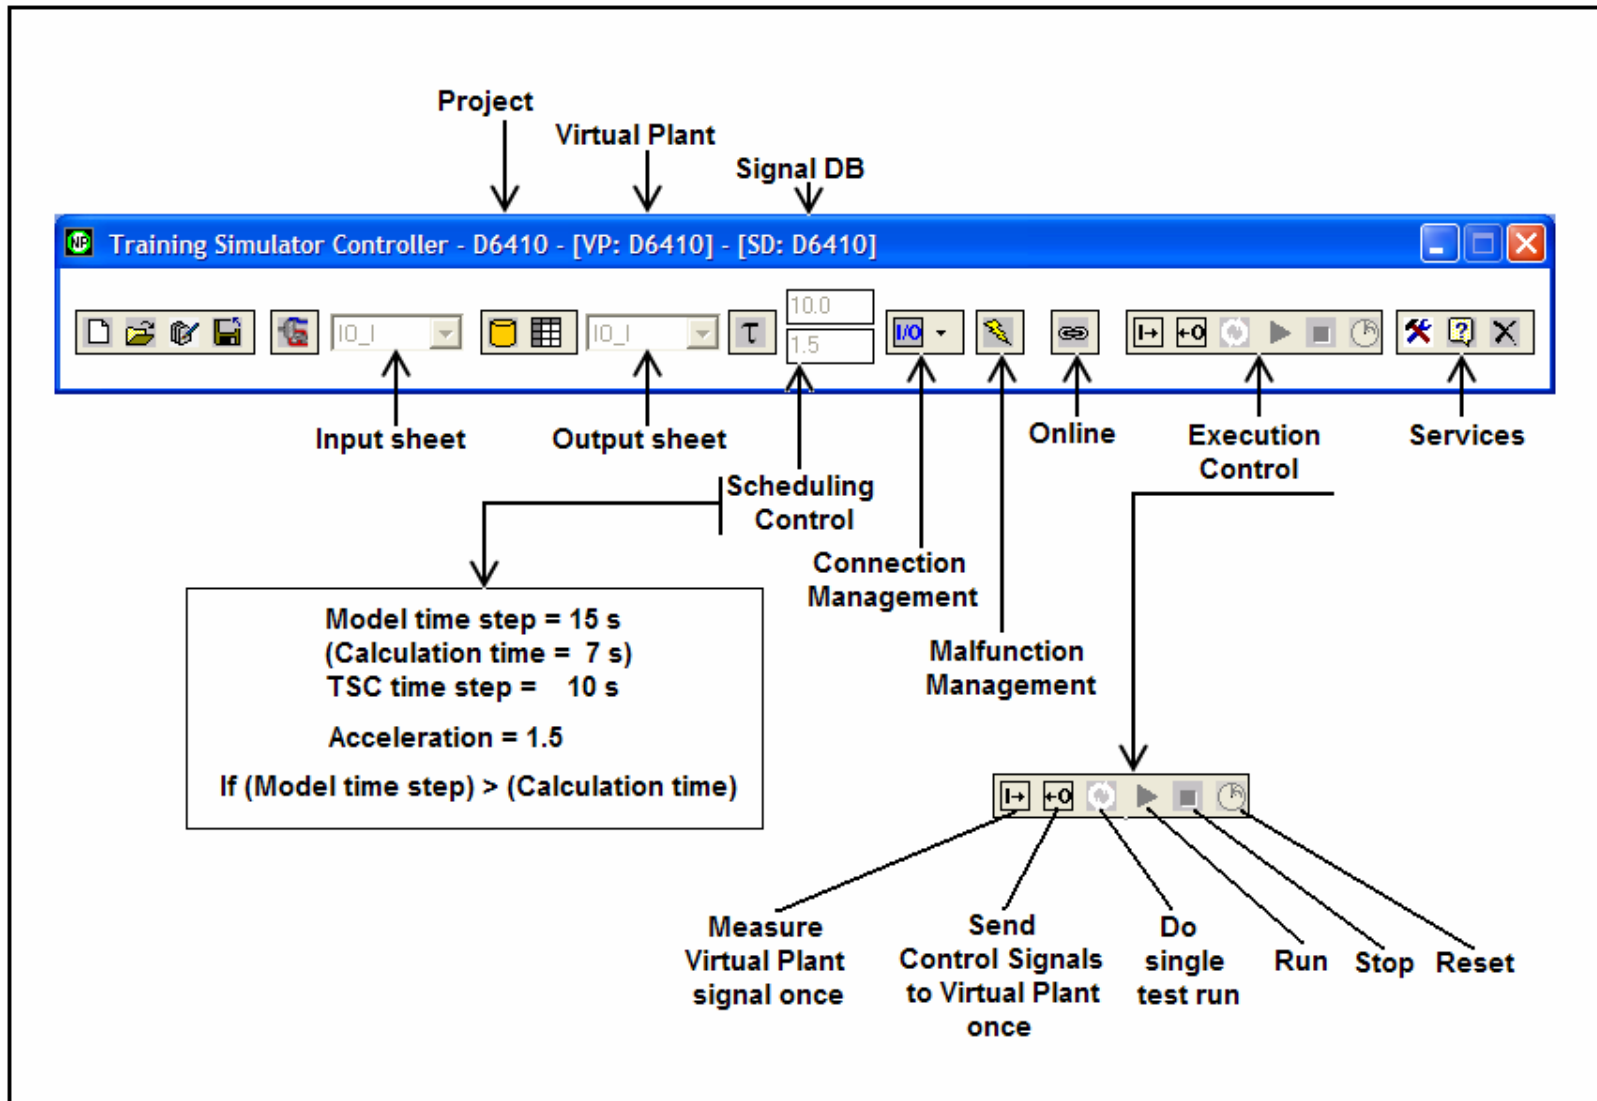 Project
Virtual Plant
Signal DB
NP
Training Simulator Controller - D6410 - [VP: D6410] - [SD: D6410]
10.0
IO_I
IO_I
τ
I/O
1.5
Input sheet
Output sheet
Online
Execution
Control
Services
Scheduling
Control
Connection
Management
Malfunction
Management
Model time step = 15 s
(Calculation time = 7 s)
TSC time step = 10 s
Acceleration = 1.5
If (Model time step) > (Calculation time)
Measure
Virtual Plant
signal once
Send
Control Signals
to Virtual Plant
once
Do
single
test run
Run
Stop
Reset